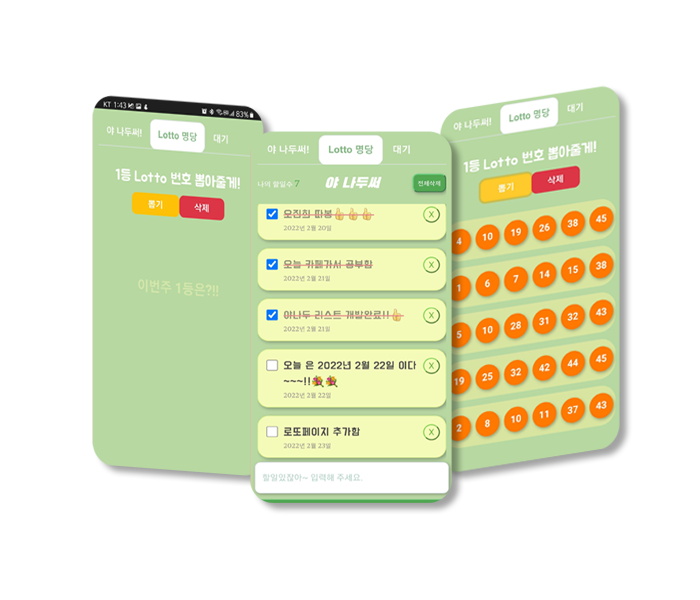 KT 1:43
83%
야 나두써!
Lotto 명당
대기
1등 Lotto 번호 뽑아줄게!
뽑기
삭제
이번주 1등은?!!
야 나두써!
Lotto 명당
대기
나의 할일수 7
야 나두써
전체삭제
오진희 따봉👍👍👍
X
2022년 2월 20일
오늘 카페가서 공부함
X
2022년 2월 21일
야나두 리스트 개발완료!!👍
X
2022년 2월 21일
오늘 은 2022년 2월 22일 이다
~~~!!
X
2022년 2월 22일
로또페이지 추가함
X
2022년 2월 23일
할일있잖아~ 입력해 주세요.
야 나두써!
Lotto 명당
대기
1등 Lotto 번호 뽑아줄게!
뽑기
삭제
4 10 19 26 38 45
1 6 7 14 15 38
5 10 28 31 32 43
19 25 32 42 44 45
2 8 10 11 37 43